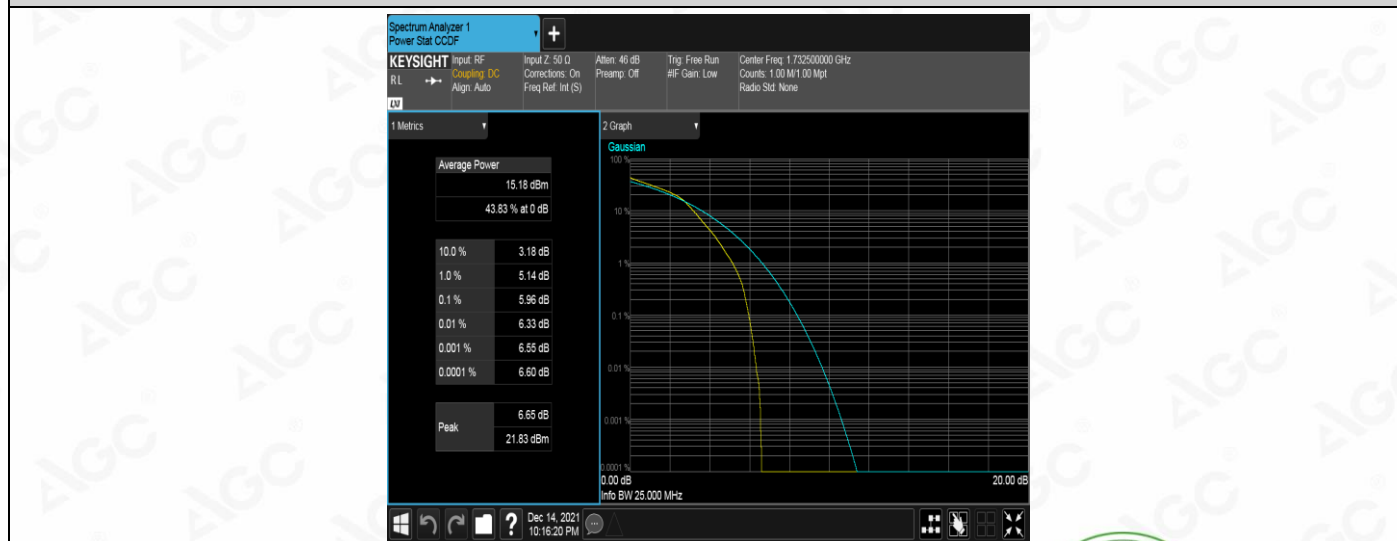 Spectrum Analyzer 1
Power Stat CCDF
+
KEYSIGHT Input: RF Input Z: 50 Ω Atten: 46 dB Trig: Free Run Center Freq: 1.732500000 GHz
RL Coupling: DC Corrections: On Preamp: Off #IF Gain: Low Counts: 1.00 M/1.00 Mpt
Align: Auto Freq Ref: Int (S) Radio Std: None
LXI
1 Metrics
2 Graph
Gaussian
Average Power
15.18 dBm
43.83 % at 0 dB
10.0 % 3.18 dB
1.0 % 5.14 dB
0.1 % 5.96 dB
0.01 % 6.33 dB
0.001 % 6.55 dB
0.0001 % 6.60 dB
Peak
6.65 dB
21.83 dBm
100 %
10 %
1 %
0.1 %
0.01 %
0.001 %
0.0001 %
0.00 dB 20.00 dB
Info BW 25.000 MHz
? Dec 14, 2021
10:16:20 PM
AGC